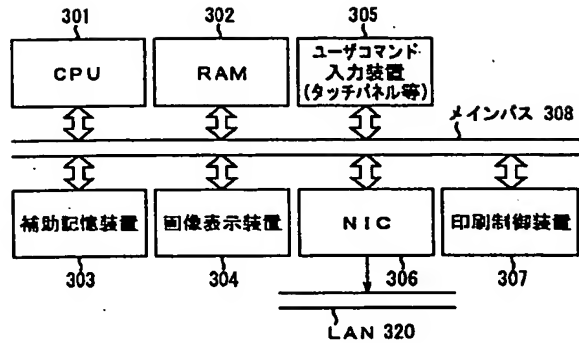 301
302
305
CPU
RAM
ユーザコマンド
入力装置
(タッチパネル等)
メインバス 308
補助記憶装置
画像表示装置
NIC
印刷制御装置
303
304
306
307
LAN 320